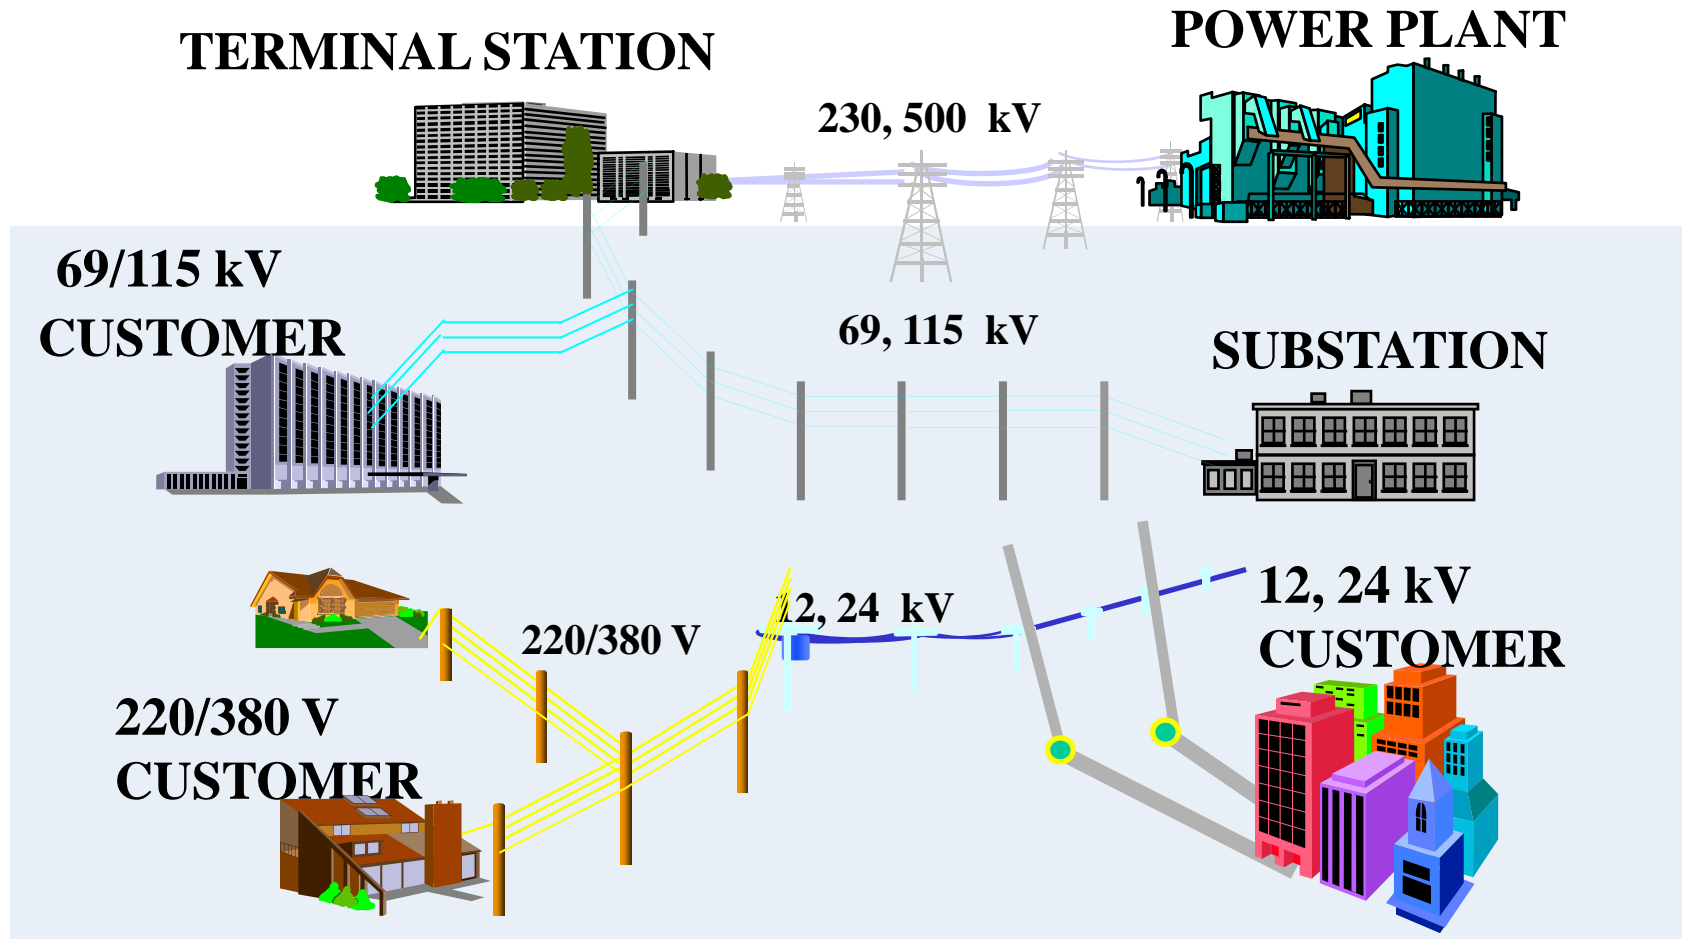 POWER PLANT
TERMINAL STATION
230, 500 kV
69/115 kV
CUSTOMER
69, 115 kV
SUBSTATION
12, 24 kV
12, 24 kV
CUSTOMER
220/380 V
220/380 V
CUSTOMER